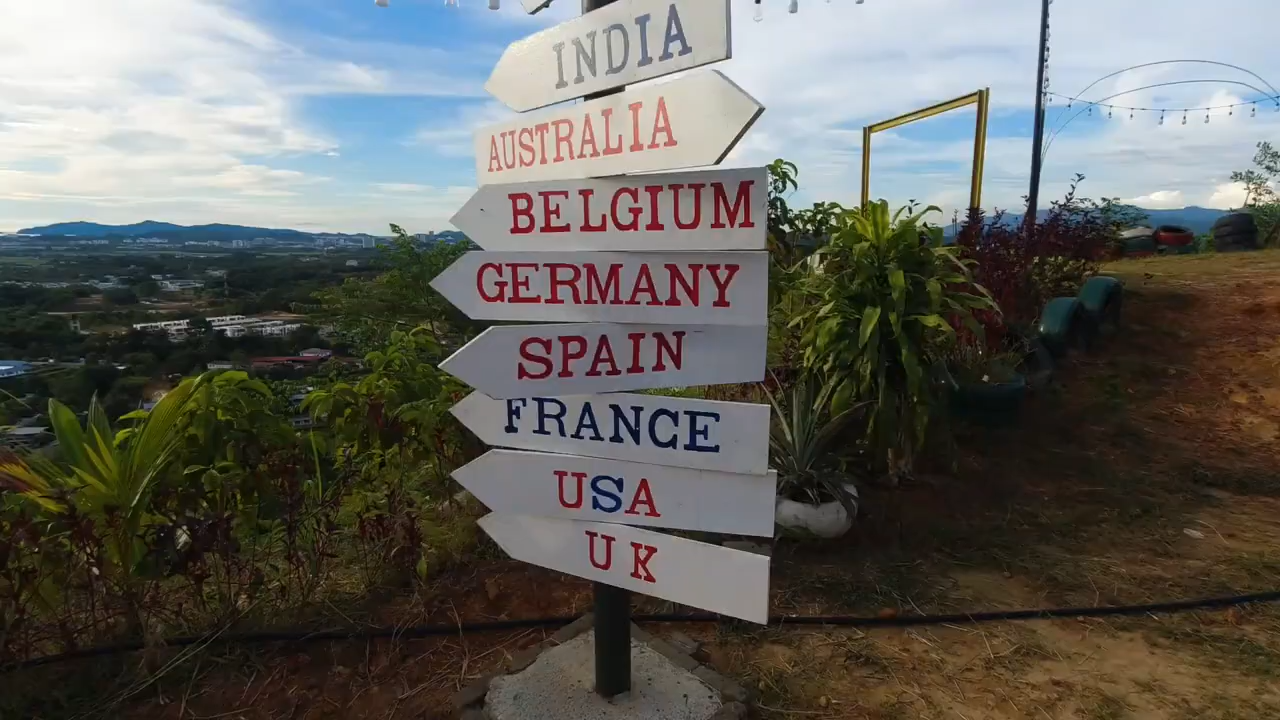 INDIA
AUSTRALIA
BELGIUM
GERMANY
SPAIN
FRANCE
USA
UK